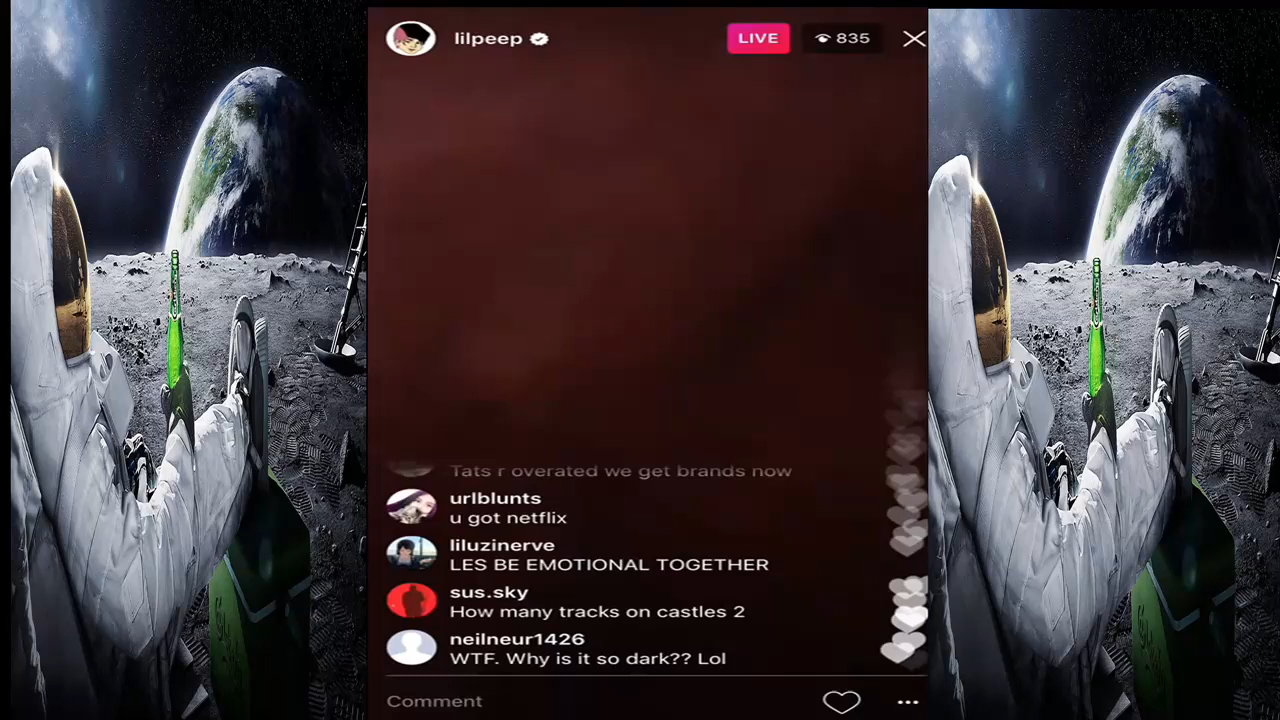 lilpeep
LIVE
835
Tats r overated we get brands now
urlblunts
u got netflix
liluzinerve
LES BE EMOTIONAL TOGETHER
sus.sky
How many tracks on castles 2
neilneur1426
WTF. Why is it so dark?? Lol
Comment